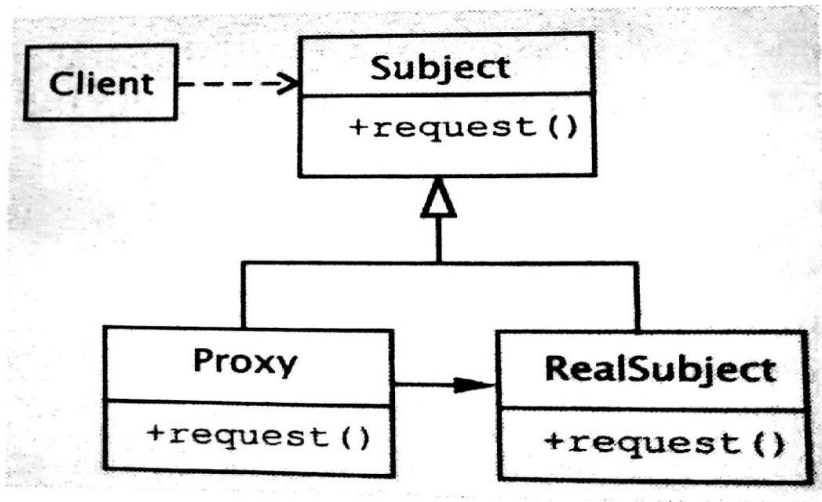 Client
Subject
+request()
Proxy
+request()
RealSubject
+request()